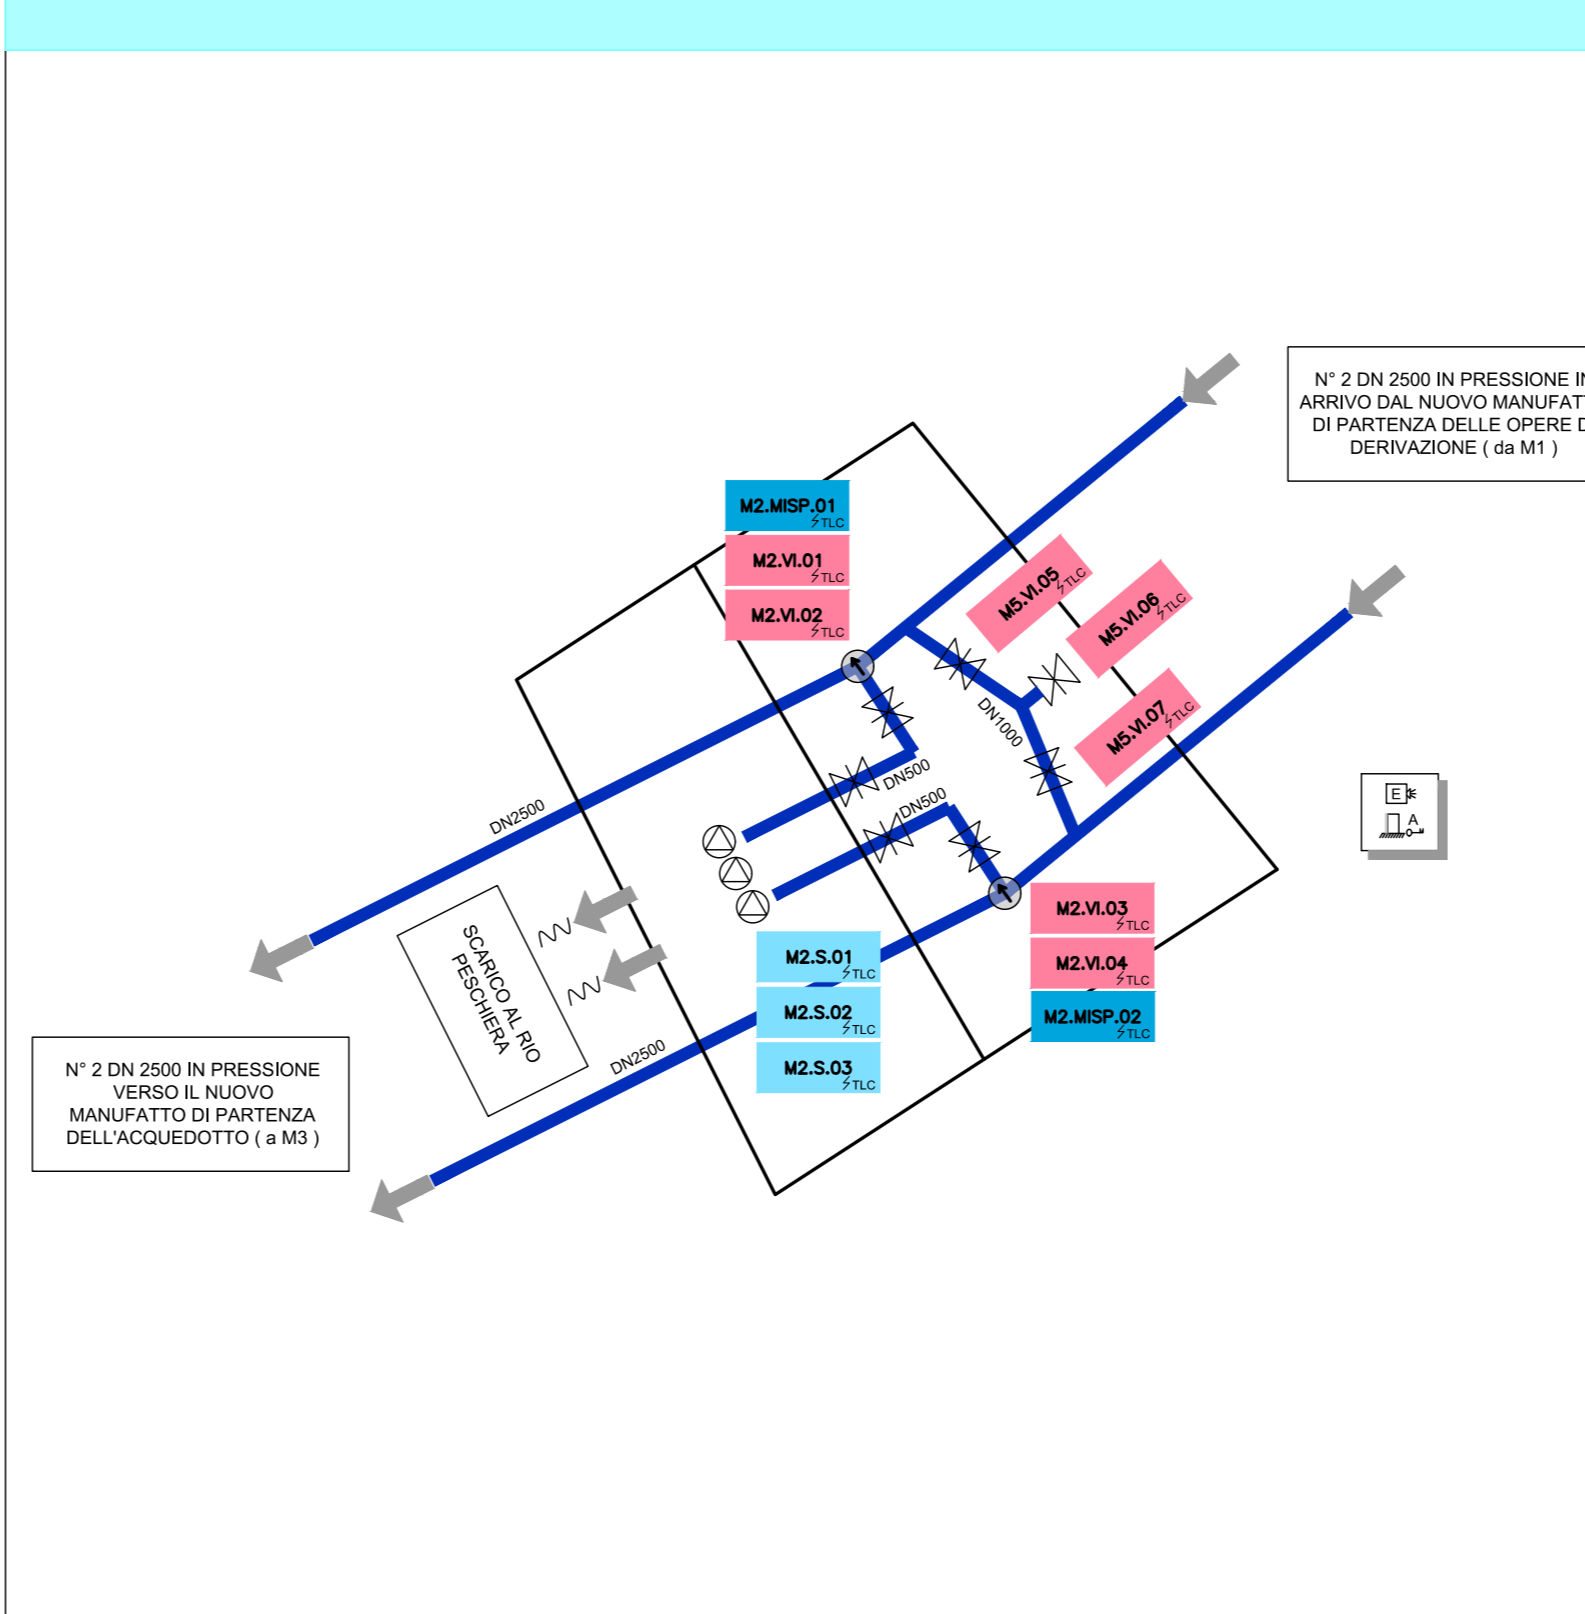 N° 2 DN 2500 IN PRESSIONE IN
ARRIVO DAL NUOVO MANUFATT
DI PARTENZA DELLE OPERE D
DERIVAZIONE ( da M1 )
M2.MISP.01
TLC
M2.VI.01
TLC
M2.VI.02
TLC
M5.VI.05
TLC
M5.VI.06
TLC
M5.VI.07
TLC
DN1000
DN500
DN500
DN2500
E
A
M2.VI.03
TLC
M2.VI.04
TLC
M2.MISP.02
TLC
M2.S.01
TLC
M2.S.02
TLC
M2.S.03
TLC
SCARICO AL RIO
PESCHIERA
DN2500
N° 2 DN 2500 IN PRESSIONE
VERSO IL NUOVO
MANUFATTO DI PARTENZA
DELL'ACQUEDOTTO ( a M3 )